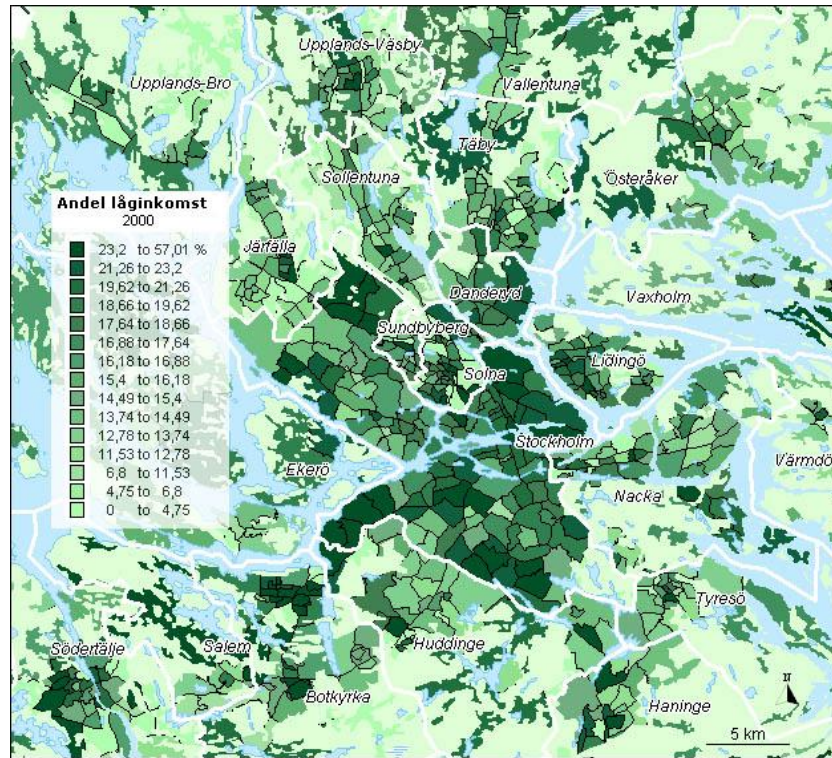 Upplands-Väsby
Upplands-Bro
Vallentuna
Täby
Sollentuna
Österåker
Andel låginkomst
2000
23,2 to 57,01 %
21,26 to 23,2
19,62 to 21,26
18,66 to 19,62
17,64 to 18,66
16,88 to 17,64
16,18 to 16,88
15,4 to 16,18
14,49 to 15,4
13,74 to 14,49
12,78 to 13,74
11,53 to 12,78
6,8 to 11,53
4,75 to 6,8
0 to 4,75
Järfälla
Danderyd
Vaxholm
Sundbyberg
Solna
Lidingö
Stockholm
Ekerö
Värmdö
Nacka
Tyresö
Södertälje
Salem
Huddinge
Botkyrka
Haninge
N
5 km